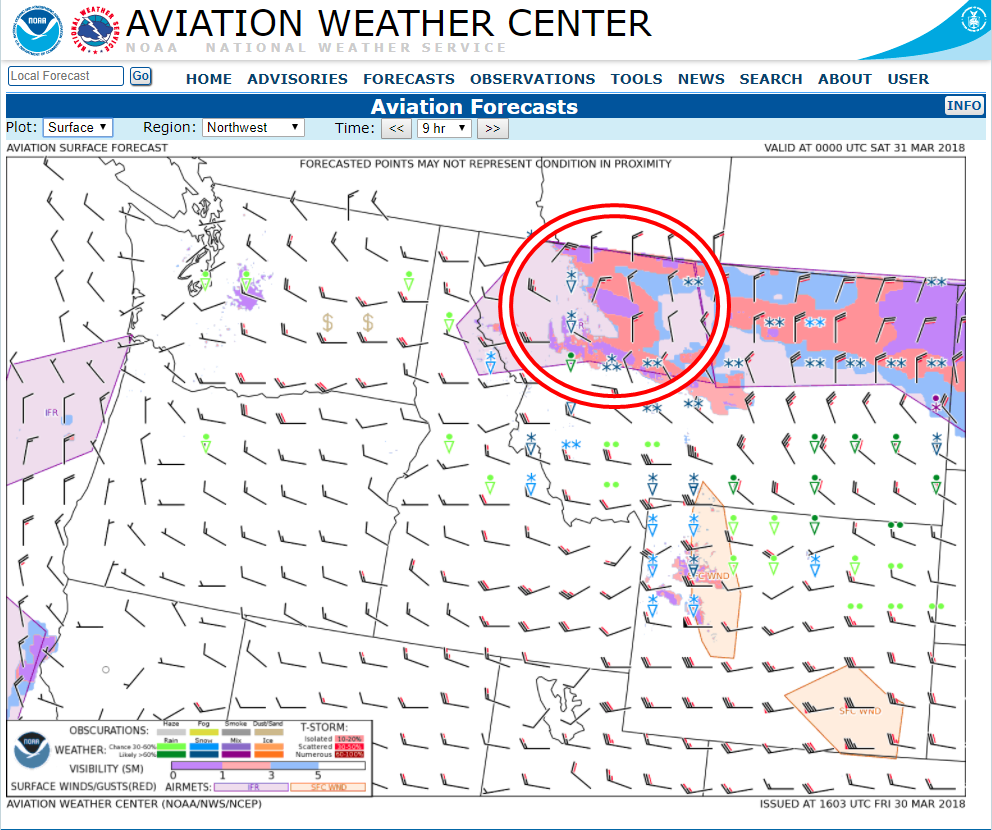 NOAA
AVIATION WEATHER CENTER
NOAA NATIONAL WEATHER SERVICE
Local Forecast Go
HOME ADVISORIES FORECASTS OBSERVATIONS TOOLS NEWS SEARCH ABOUT USER
Aviation Forecasts INFO
Plot: Surface Region: Northwest Time: << 9 hr >>
AVIATION SURFACE FORECAST VALID AT 0000 UTC SAT 31 MAR 2018
FORECASTED POINTS MAY NOT REPRESENT CONDITION IN PROXIMITY
$ $
IFR
WND
SFC WND
Haze Fog Smoke Dust/Sand T-STORM:
OBSCURATIONS: Isolated 10-20%
Rain Snow Mix Ice
WEATHER: Chance 30-60% Scattered 30-50%
Likely >60% Numerous 60-100%
VISIBILITY (SM) 0 1 3 5
SURFACE WINDS/GUSTS(RED) AIRMETS: IFR SFC WND
NOAA
AVIATION WEATHER CENTER (NOAA/NWS/NCEP) ISSUED AT 1603 UTC FRI 30 MAR 2018